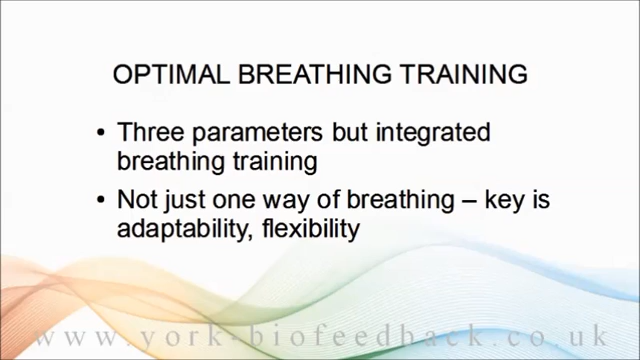 OPTIMAL BREATHING TRAINING
• Three parameters but integrated
breathing training
• Not just one way of breathing – key is
adaptability, flexibility
www.york-biofeedback.co.uk